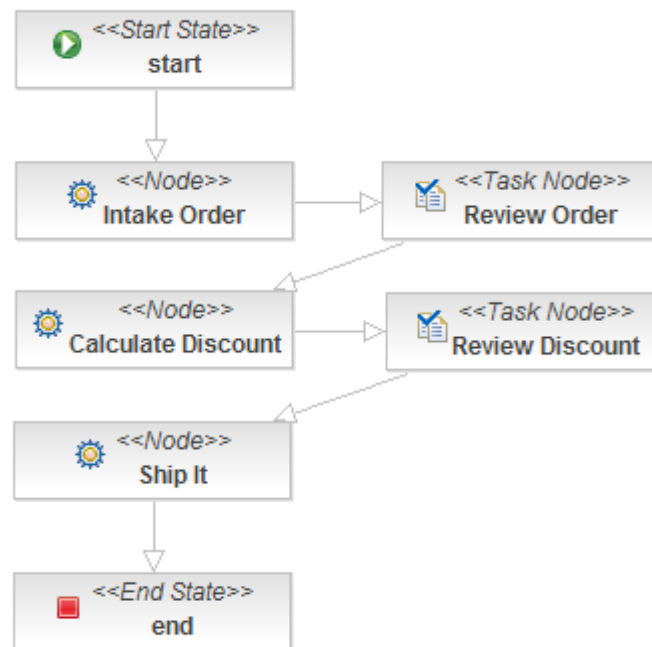 <<Start State>>
start
<<Node>>
Intake Order
<<Task Node>>
Review Order
<<Node>>
Calculate Discount
<<Task Node>>
Review Discount
<<Node>>
Ship It
<<End State>>
end